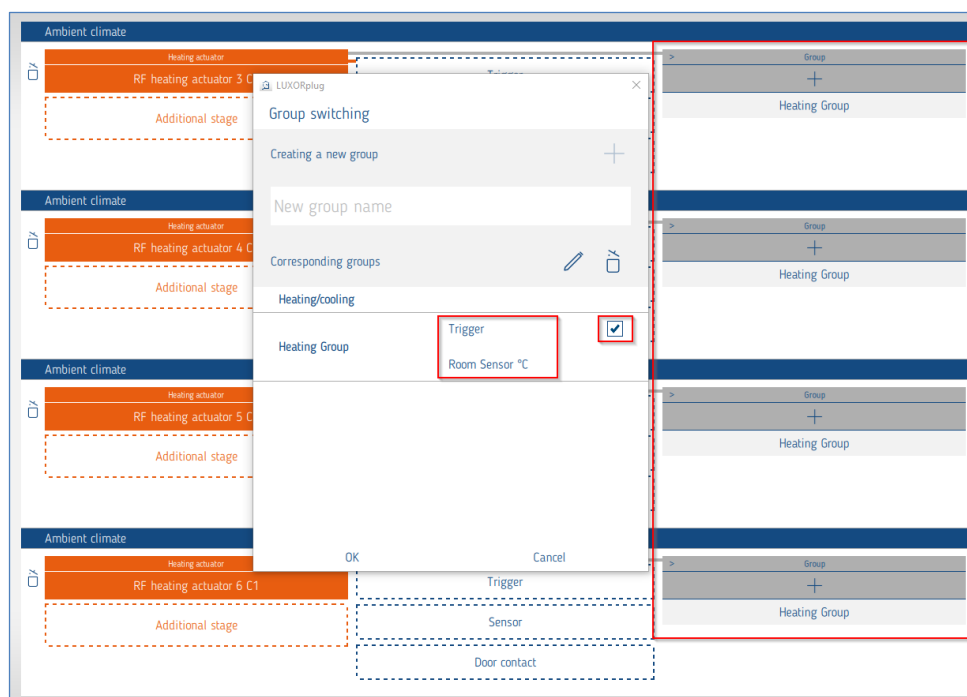 Ambient climate
Heating actuator
RF heating actuator 3 C
Additional stage
> Group
+
Heating Group
LUXORplug
Group switching
Creating a new group
New group name
Corresponding groups
Heating/cooling
Heating Group
Trigger
Room Sensor °C
OK Cancel
Ambient climate
Heating actuator
RF heating actuator 4 C
Additional stage
> Group
+
Heating Group
Ambient climate
Heating actuator
RF heating actuator 5 C
Additional stage
> Group
+
Heating Group
Ambient climate
Heating actuator
RF heating actuator 6 C1
Additional stage
Trigger
Sensor
Door contact
> Group
+
Heating Group